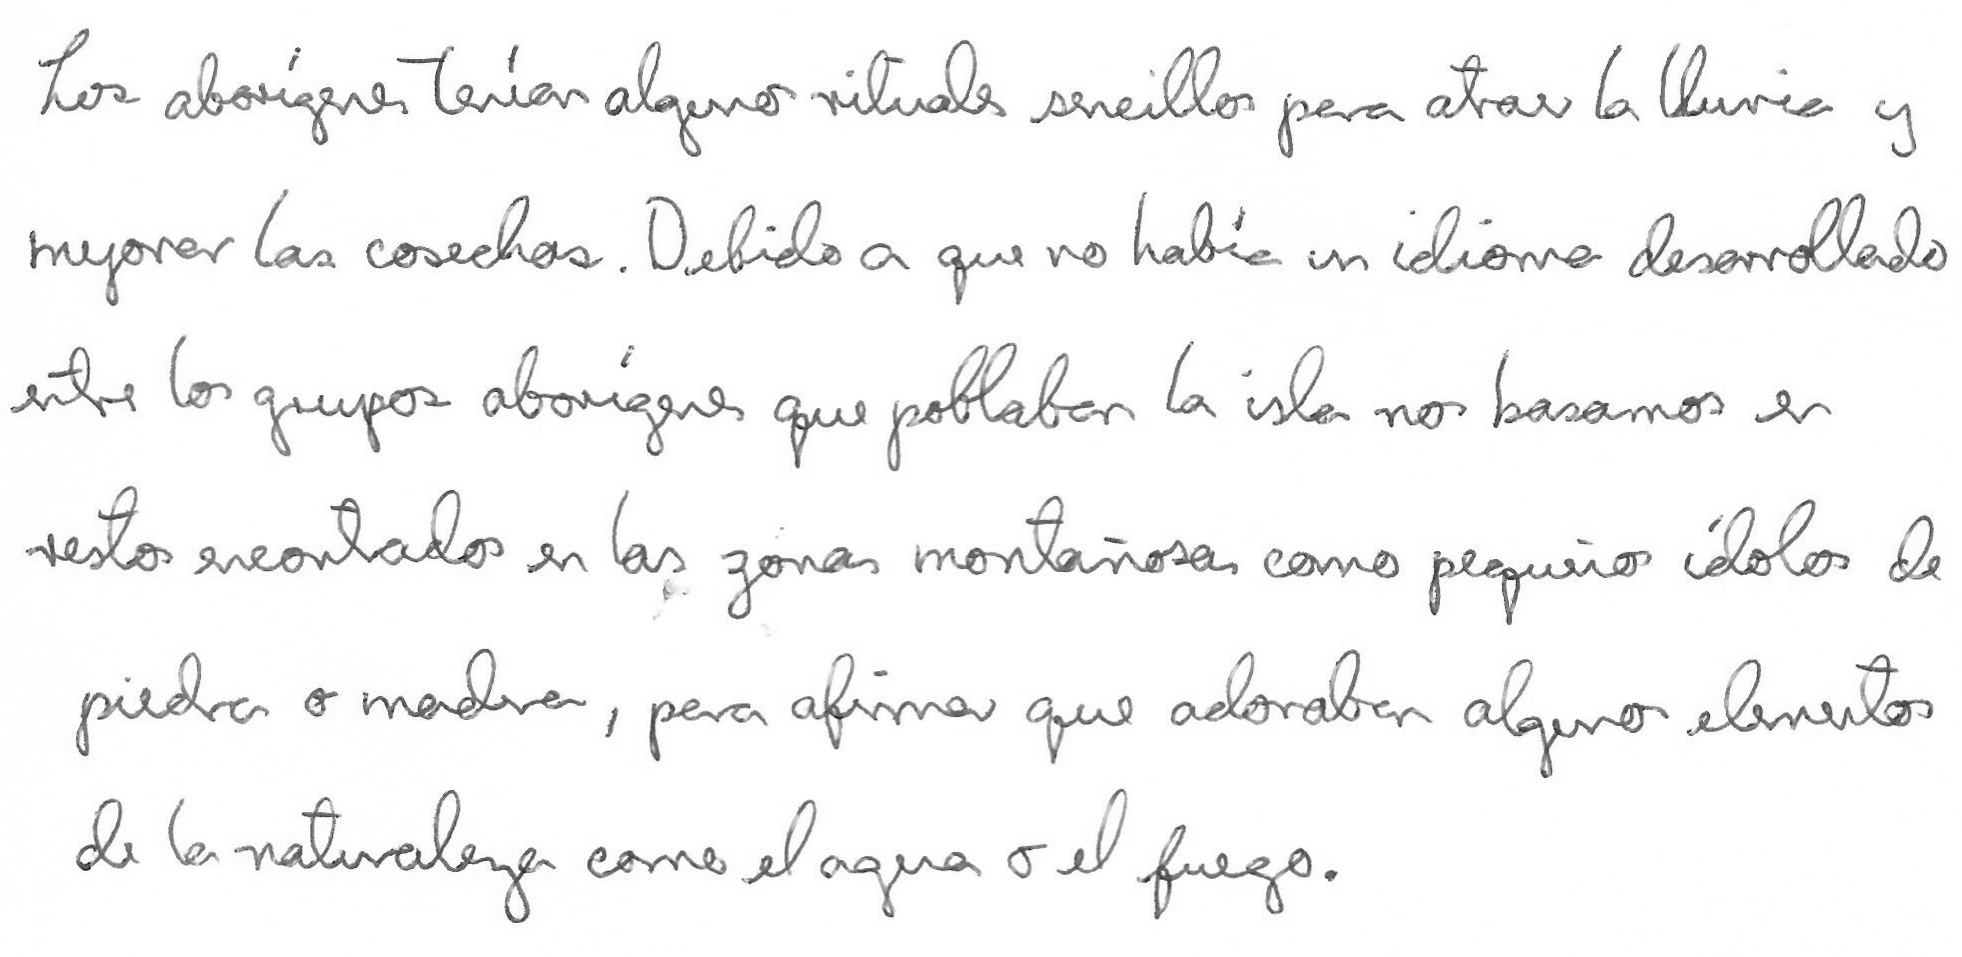 Los aborígenes tenían algunos rituales sencillos para atraer la lluvia y
mejorar las cosechas. Debido a que no había un idioma desarrollado
entre los grupos aborígenes que poblaban la isla nos basamos en
restos encontrados en las zonas montañosas como pequeños ídolos de
piedra o madera, para afirmar que adoraban algunos elementos
de la naturaleza como el agua o el fuego.